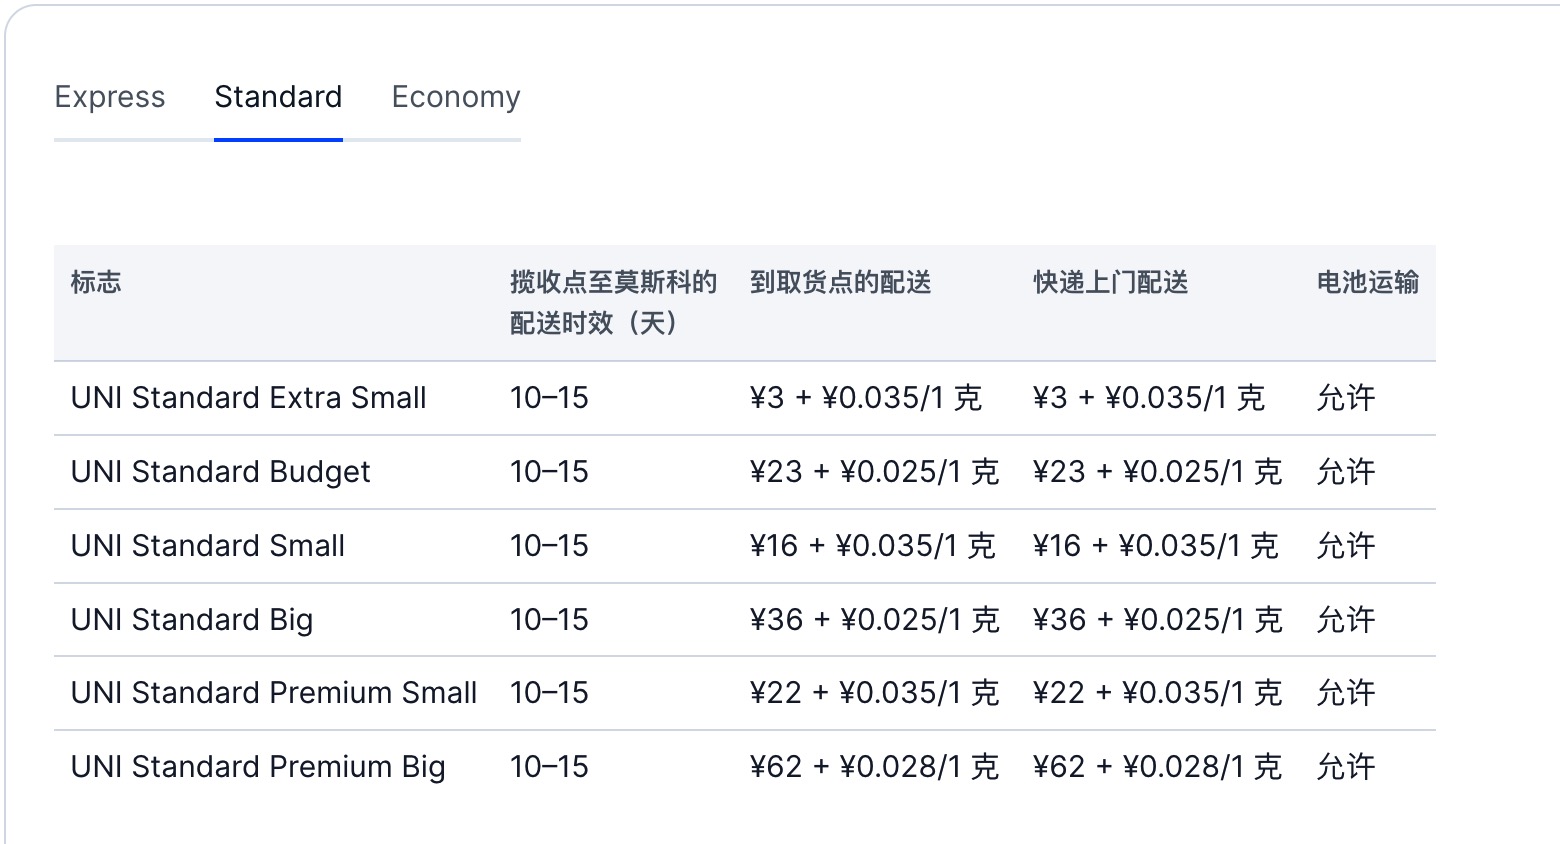 Express Standard Economy
标志 揽收点至莫斯科的 到取货点的配送 快递上门配送 电池运输
配送时效（天）
UNI Standard Extra Small 10–15 ¥3 + ¥0.035/1 克 ¥3 + ¥0.035/1 克 允许
UNI Standard Budget 10–15 ¥23 + ¥0.025/1 克 ¥23 + ¥0.025/1 克 允许
UNI Standard Small 10–15 ¥16 + ¥0.035/1 克 ¥16 + ¥0.035/1 克 允许
UNI Standard Big 10–15 ¥36 + ¥0.025/1 克 ¥36 + ¥0.025/1 克 允许
UNI Standard Premium Small 10–15 ¥22 + ¥0.035/1 克 ¥22 + ¥0.035/1 克 允许
UNI Standard Premium Big 10–15 ¥62 + ¥0.028/1 克 ¥62 + ¥0.028/1 克 允许